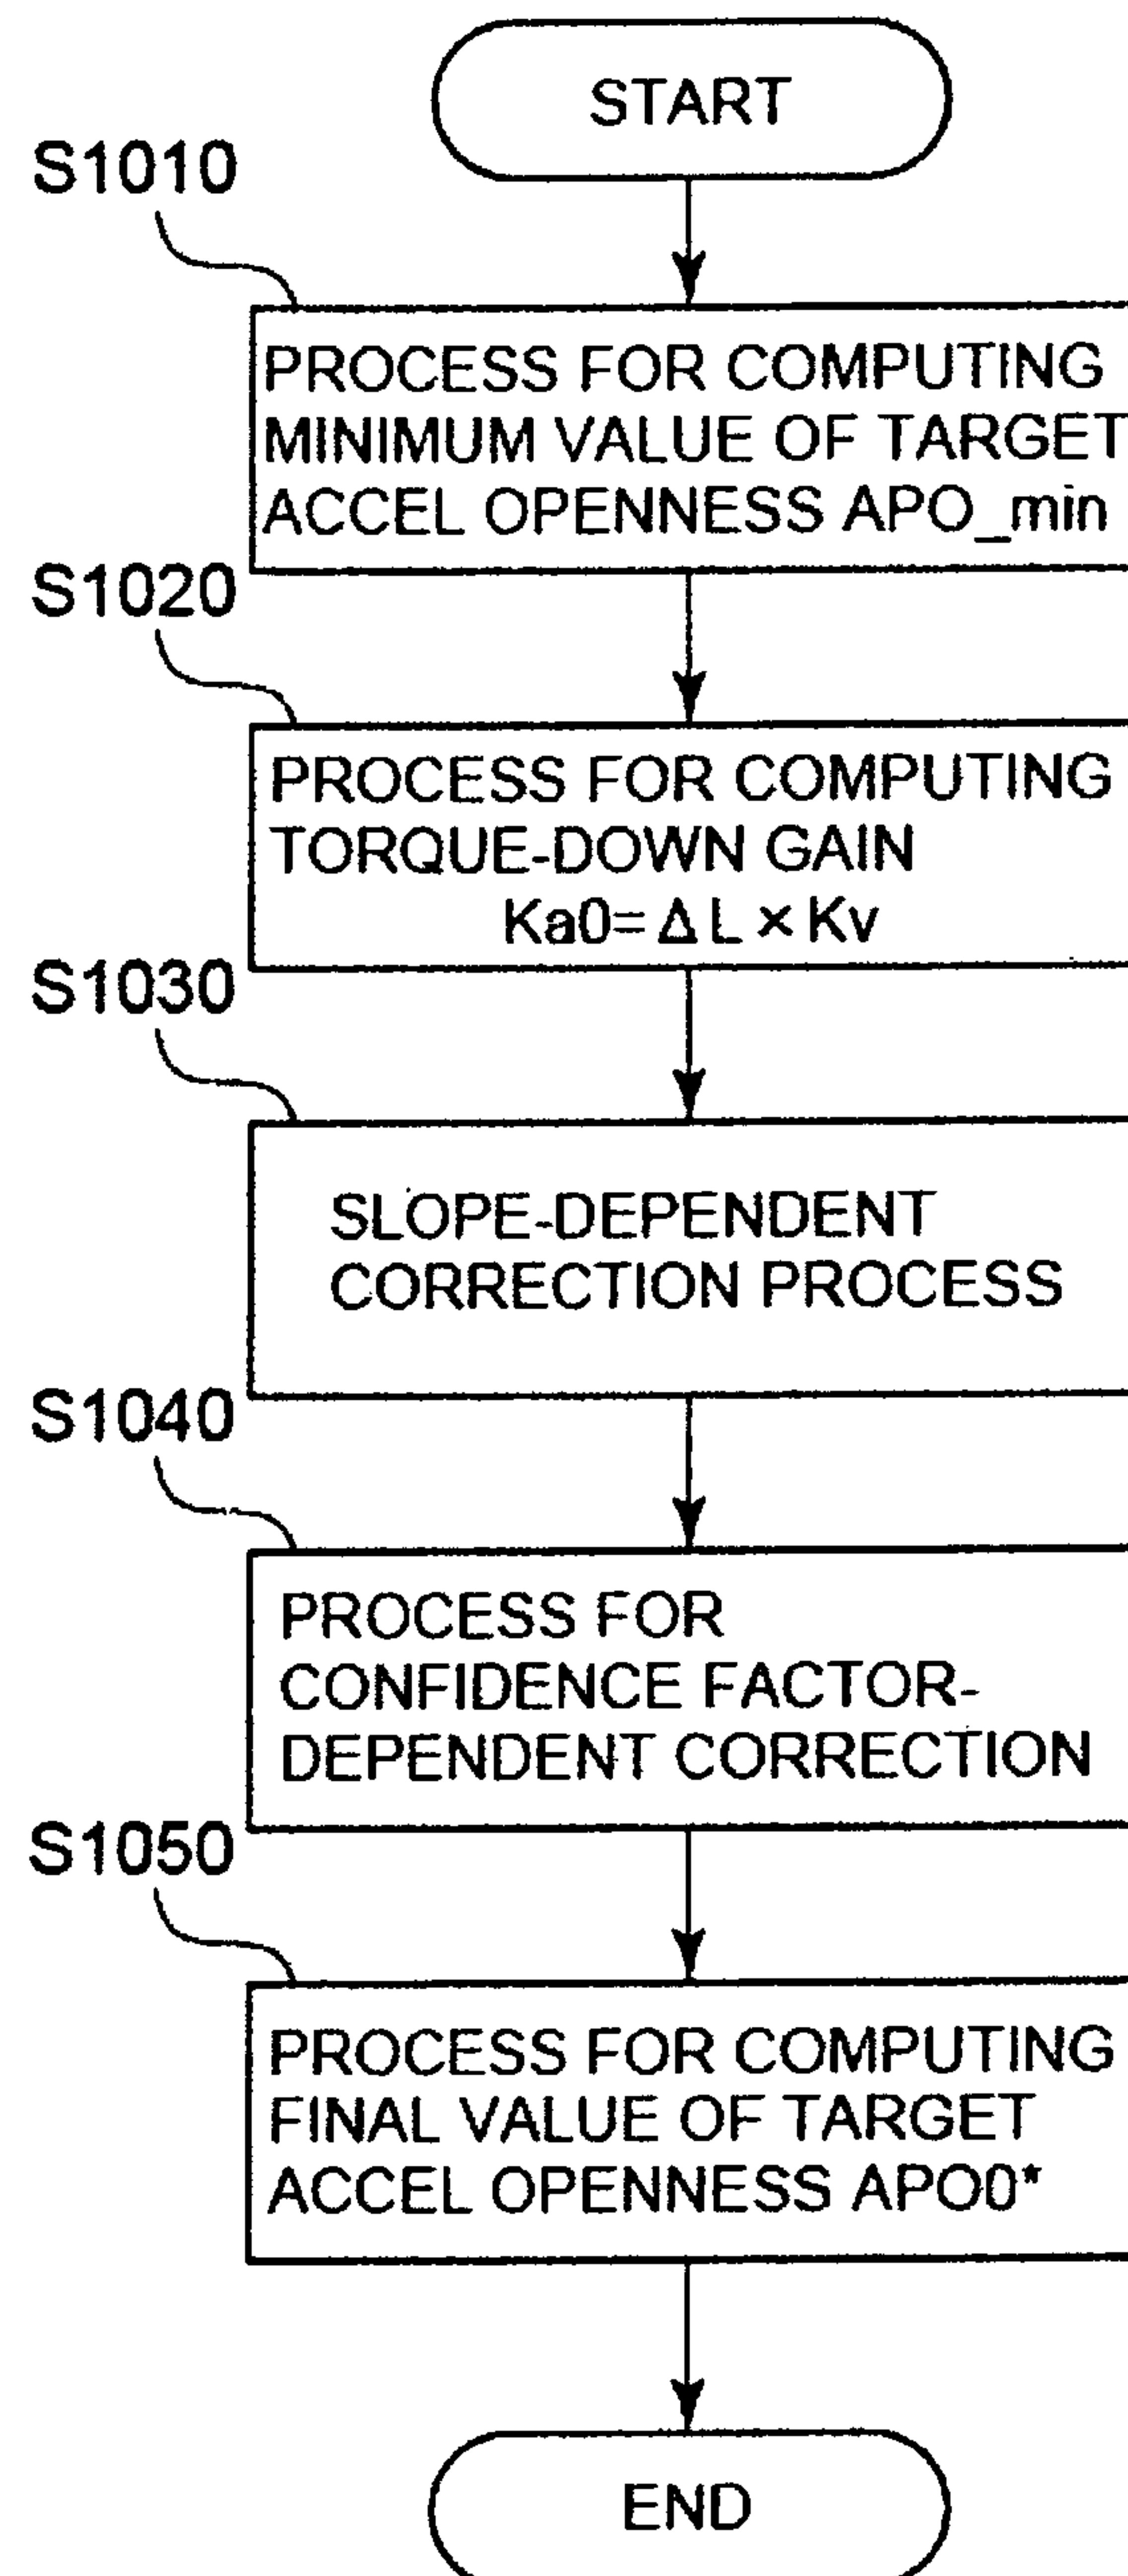 START
S1010
PROCESS FOR COMPUTING
MINIMUM VALUE OF TARGET
ACCEL OPENNESS APO_min
S1020
PROCESS FOR COMPUTING
TORQUE-DOWN GAIN
Ka0=ΔL×Kv
S1030
SLOPE-DEPENDENT
CORRECTION PROCESS
S1040
PROCESS FOR
CONFIDENCE FACTOR-
DEPENDENT CORRECTION
S1050
PROCESS FOR COMPUTING
FINAL VALUE OF TARGET
ACCEL OPENNESS APO0*
END